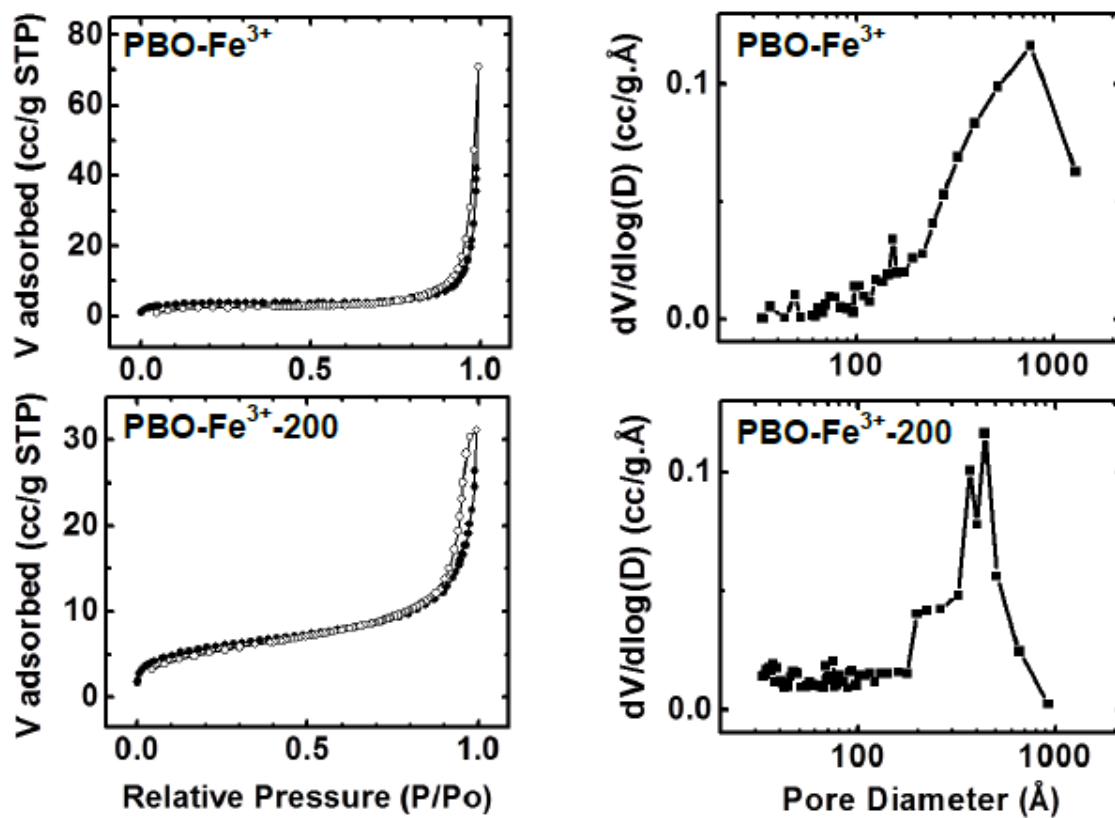 PBO-Fe³⁺
V adsorbed (cc/g STP)
80
60
40
20
0
0.0
0.5
1.0
PBO-Fe³⁺
dV/dlog(D) (cc/g.Å)
0.1
0.0
100
1000
PBO-Fe³⁺-200
V adsorbed (cc/g STP)
30
20
10
0
0.0
0.5
1.0
Relative Pressure (P/Po)
PBO-Fe³⁺-200
dV/dlog(D) (cc/g.Å)
0.1
0.0
100
1000
Pore Diameter (Å)